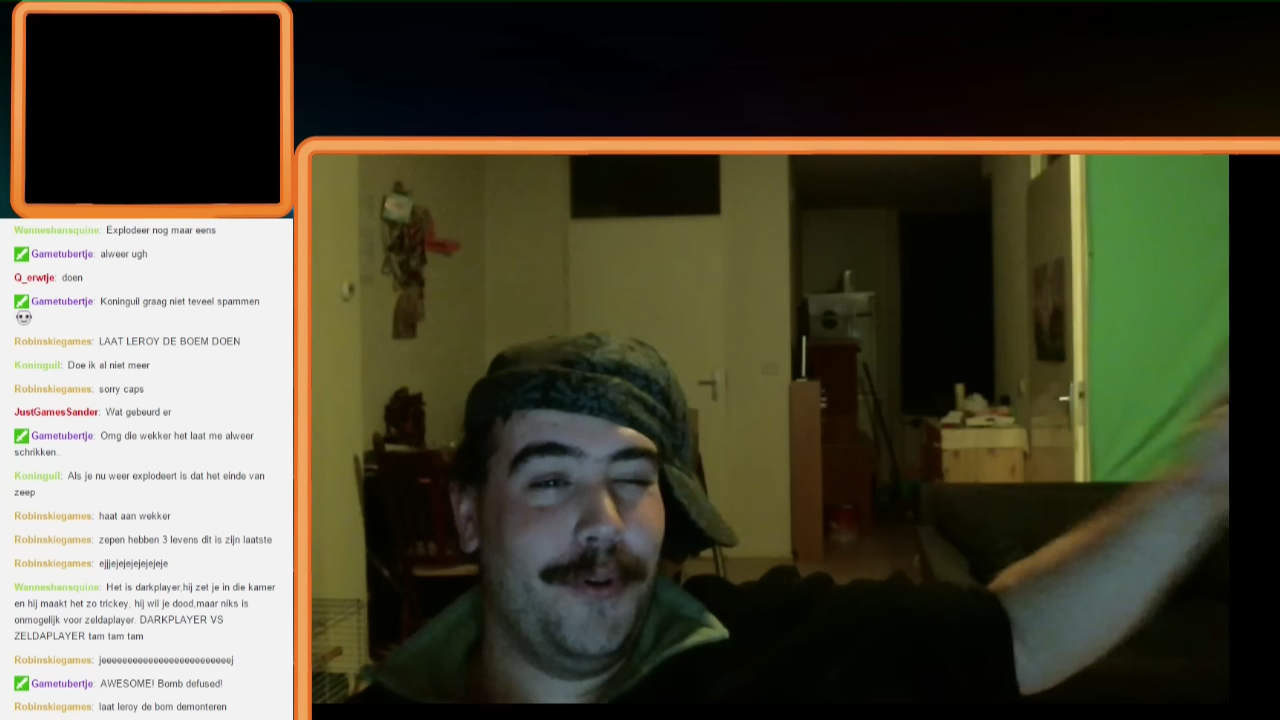 Wanneshansquine: Explodeer nog maar eens
Gametubertje: alweer ugh
Q_erwtje: doen
Gametubertje: Koninguil graag niet teveel spammen
Robinskiegames: LAAT LEROY DE BOEM DOEN
Koninguil: Doe ik al niet meer
Robinskiegames: sorry caps
JustGamesSander: Wat gebeurd er
Gametubertje: Omg die wekker het laat me alweer
schrikken..
Koninguil: Als je nu weer explodeert is dat het einde van
zeep
Robinskiegames: haat aan wekker
Robinskiegames: zepen hebben 3 levens dit is zijn laatste
Robinskiegames: ejjjejejejejejeje
Wanneshansquine: Het is darkplayer,hij zet je in die kamer
en hij maakt het zo trickey, hij wil je dood,maar niks is
onmogelijk voor zeldaplayer. DARKPLAYER VS
ZELDAPLAYER tam tam tam
Robinskiegames: jeeeeeeeeeeeeeeeeeeeeeeeej
Gametubertje: AWESOME! Bomb defused!
Robinskiegames: laat leroy de bom demonteren